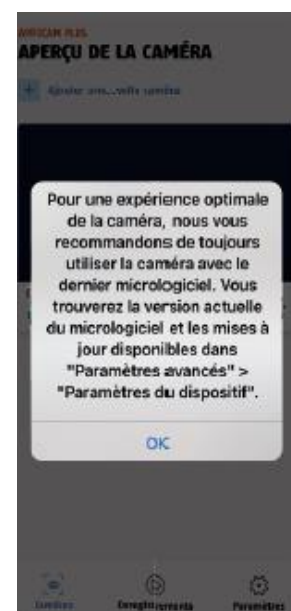 APERÇU DE LA CAMÉRA
Pour une expérience optimale
de la caméra, nous vous
recommandons de toujours
utiliser la caméra avec le
dernier micrologiciel. Vous
trouverez la version actuelle
du micrologiciel et les mises à
jour disponibles dans
"Paramètres avancés" >
"Paramètres du dispositif".
OK
Caméras
Paramètres